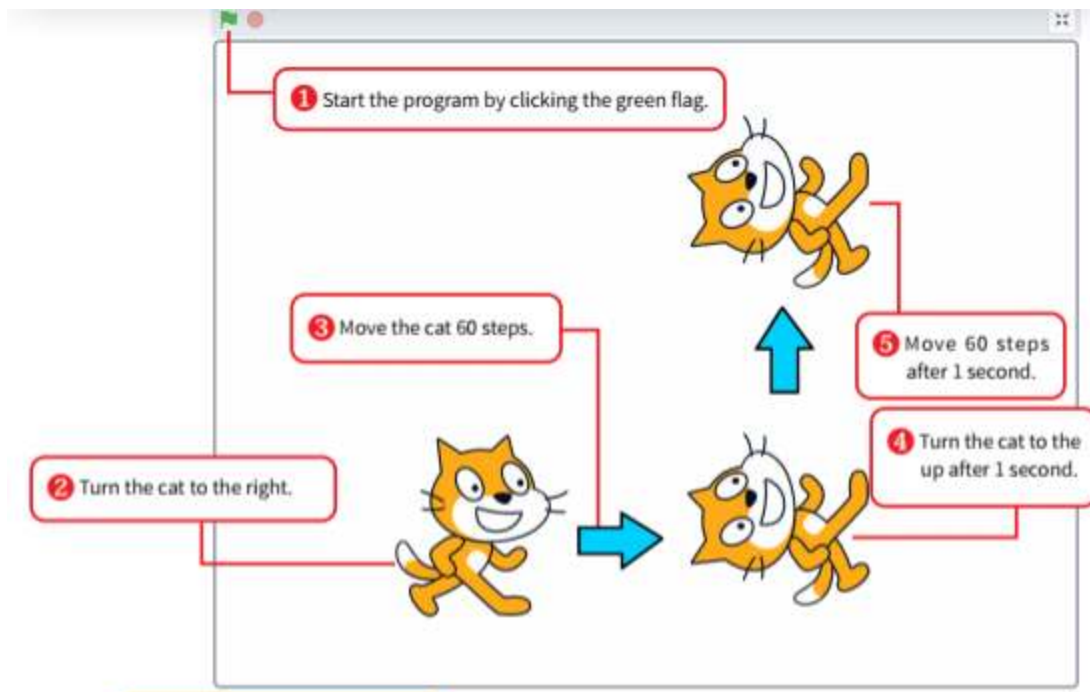 ❶ Start the program by clicking the green flag.
❸ Move the cat 60 steps.
❺ Move 60 steps
after 1 second.
❹ Turn the cat to the
up after 1 second.
❷ Turn the cat to the right.